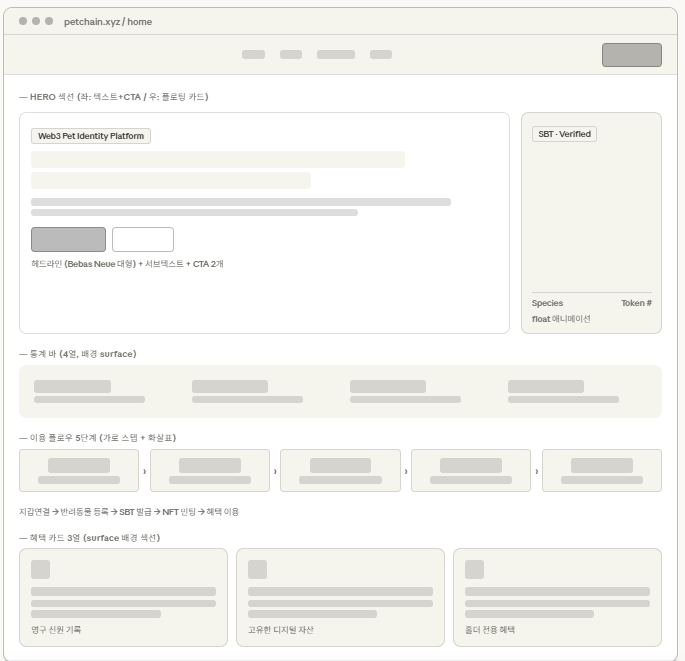 petchain.xyz / home
— HERO 섹션 (좌: 텍스트+CTA / 우: 플로팅 카드)
Web3 Pet Identity Platform
헤드라인 (Bebas Neue 대형) + 서브텍스트 + CTA 2개
SBT · Verified
Species Token #
float 애니메이션
— 통계 바 (4열, 배경 surface)
— 이용 플로우 5단계 (가로 스텝 + 화살표)
› › › ›
지갑연결 → 반려동물 등록 → SBT 발급 → NFT 민팅 → 혜택 이용
— 혜택 카드 3열 (surface 배경 섹션)
영구 신원 기록
고유한 디지털 자산
홀더 전용 혜택